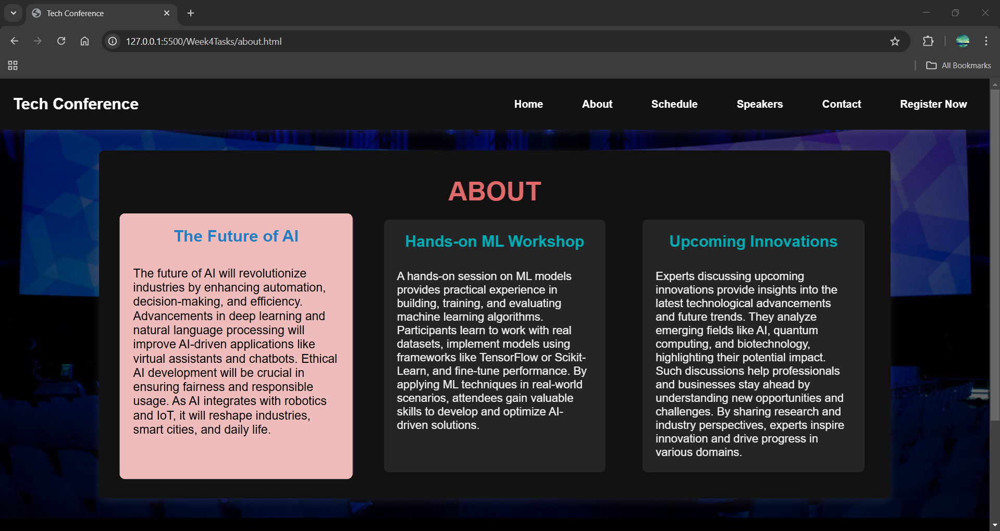 Tech Conference
127.0.0.1:5500/Week4Tasks/about.html
All Bookmarks
Tech Conference
Home
About
Schedule
Speakers
Contact
Register Now
ABOUT
The Future of AI
The future of AI will revolutionize
industries by enhancing automation,
decision-making, and efficiency.
Advancements in deep learning and
natural language processing will
improve AI-driven applications like
virtual assistants and chatbots. Ethical
AI development will be crucial in
ensuring fairness and responsible
usage. As AI integrates with robotics
and IoT, it will reshape industries,
smart cities, and daily life.
Hands-on ML Workshop
A hands-on session on ML models
provides practical experience in
building, training, and evaluating
machine learning algorithms.
Participants learn to work with real
datasets, implement models using
frameworks like TensorFlow or Scikit-
Learn, and fine-tune performance. By
applying ML techniques in real-world
scenarios, attendees gain valuable
skills to develop and optimize AI-
driven solutions.
Upcoming Innovations
Experts discussing upcoming
innovations provide insights into the
latest technological advancements
and future trends. They analyze
emerging fields like AI, quantum
computing, and biotechnology,
highlighting their potential impact.
Such discussions help professionals
and businesses stay ahead by
understanding new opportunities and
challenges. By sharing research and
industry perspectives, experts inspire
innovation and drive progress in
various domains.